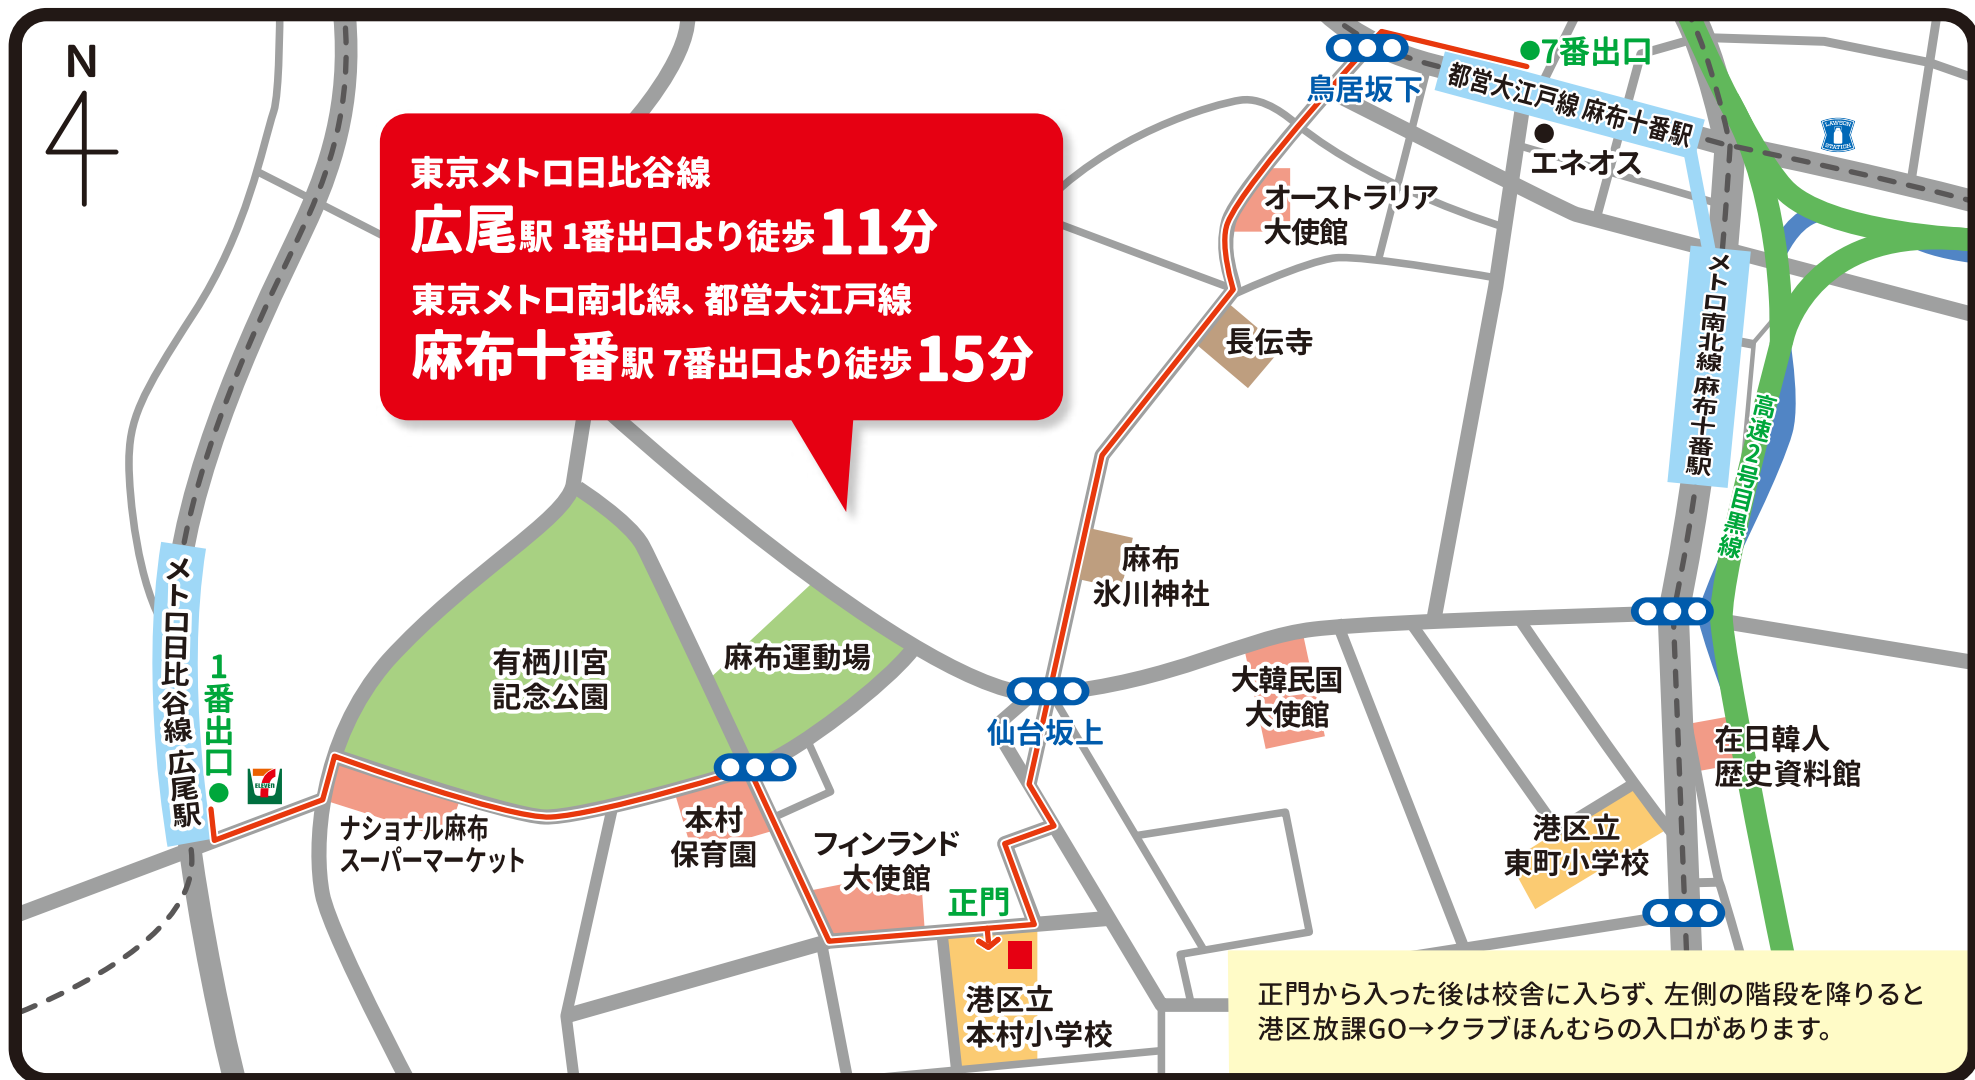 N
東京メトロ日比谷線
広尾駅 1番出口より徒歩11分
東京メトロ南北線、都営大江戸線
麻布十番駅 7番出口より徒歩15分
鳥居坂下
7番出口
都営大江戸線 麻布十番駅
エネオス
LAWSON
STATION
オーストラリア
大使館
長伝寺
メトロ南北線 麻布十番駅
高速2号目黒線
麻布
氷川神社
メトロ日比谷線 広尾駅
1番出口
7
ELEVEN
有栖川宮
記念公園
麻布運動場
仙台坂上
大韓民国
大使館
在日韓人
歴史資料館
ナショナル麻布
スーパーマーケット
本村
保育園
フィンランド
大使館
正門
港区立
東町小学校
港区立
本村小学校
正門から入った後は校舎に入らず、左側の階段を降りると
港区放課GO→クラブほんむらの入口があります。